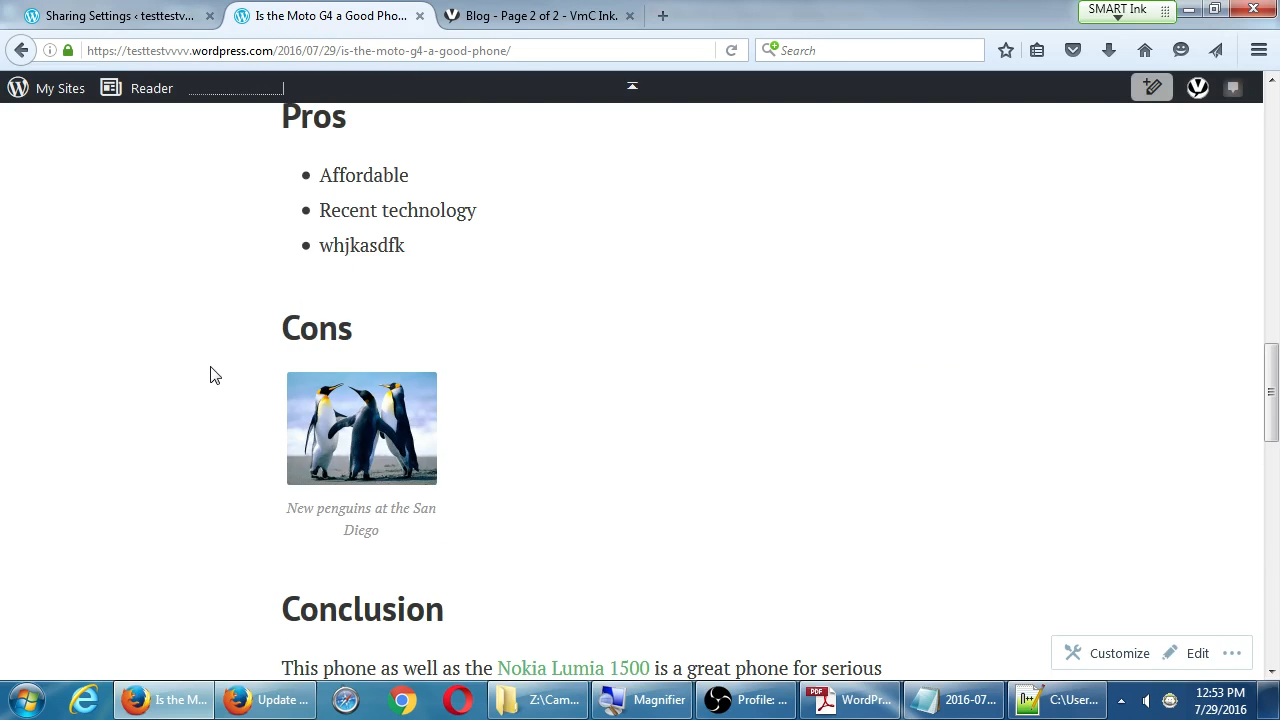 Sharing Settings ‹ testtestv...
Is the Moto G4 a Good Pho...
Blog - Page 2 of 2 - VmC Ink.
SMART Ink
https://testtestvvvv.wordpress.com/2016/07/29/is-the-moto-g4-a-good-phone/
Search
My Sites
Reader
Pros
Affordable
Recent technology
whjkasdfk
Cons
New penguins at the San
Diego
Conclusion
This phone as well as the Nokia Lumia 1500 is a great phone for serious
Customize
Edit
Is the M...
Update ...
Z:\Cam...
Magnifier
Profile: ...
PDF
WordPr...
2016-07...
C:\User...
12:53 PM
7/29/2016